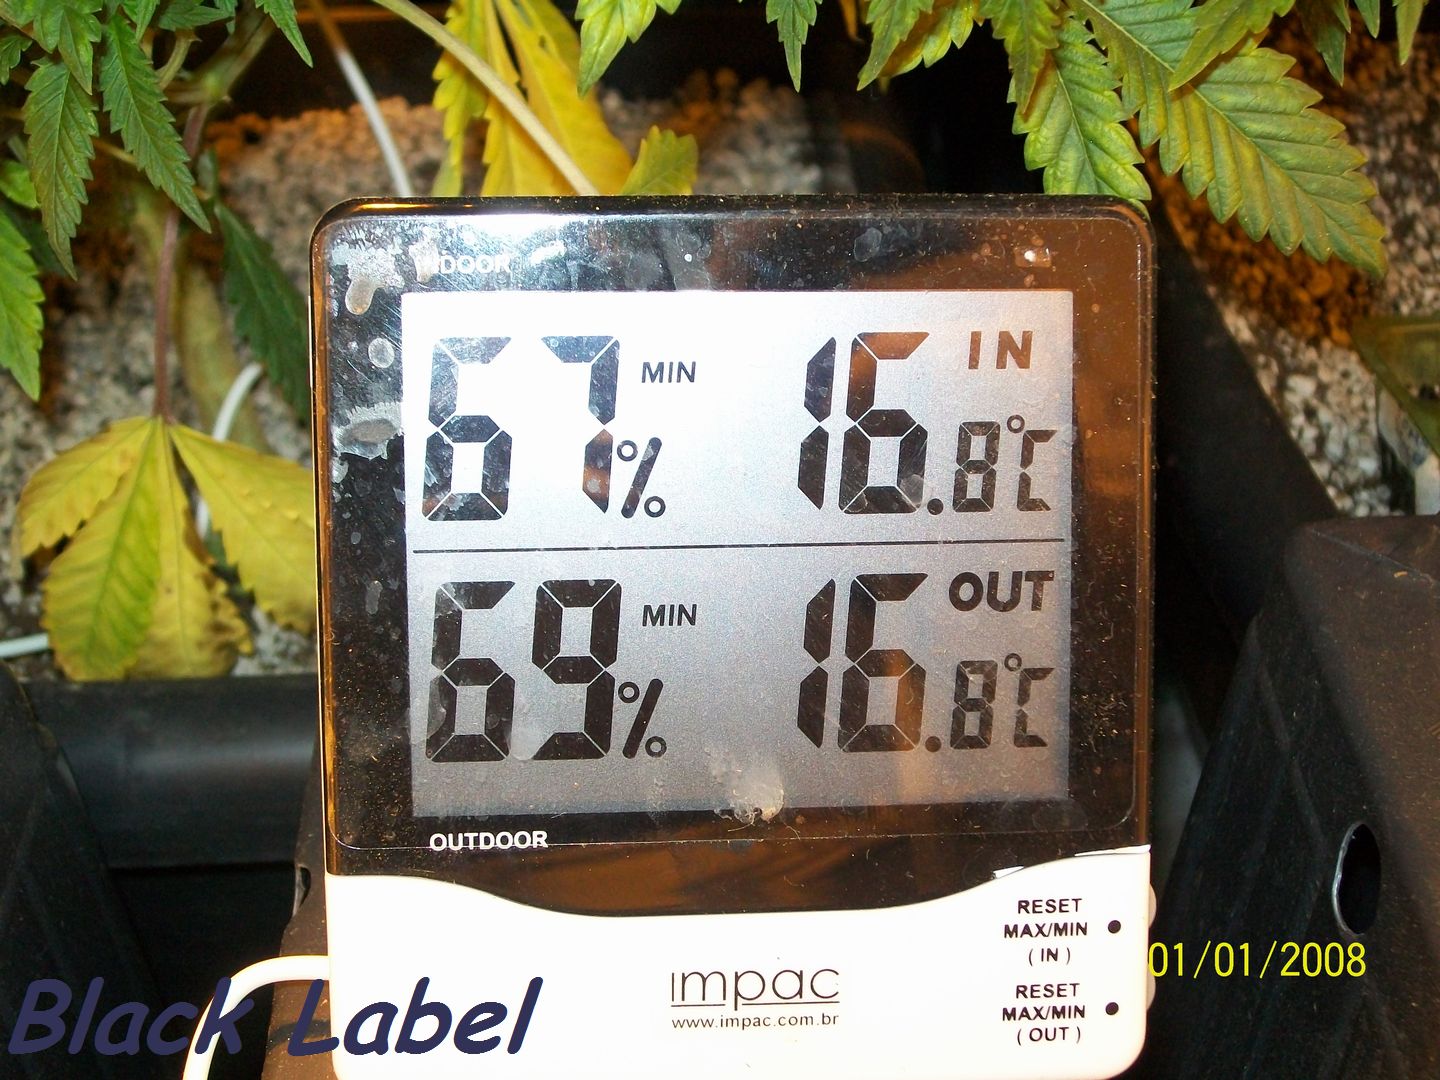 INDOOR
67% MIN 16.8°C IN
69% MIN 16.8°C OUT
OUTDOOR
RESET
MAX/MIN
( IN )
impac
www.impac.com.br
RESET
MAX/MIN
( OUT )
01/01/2008
Black Label